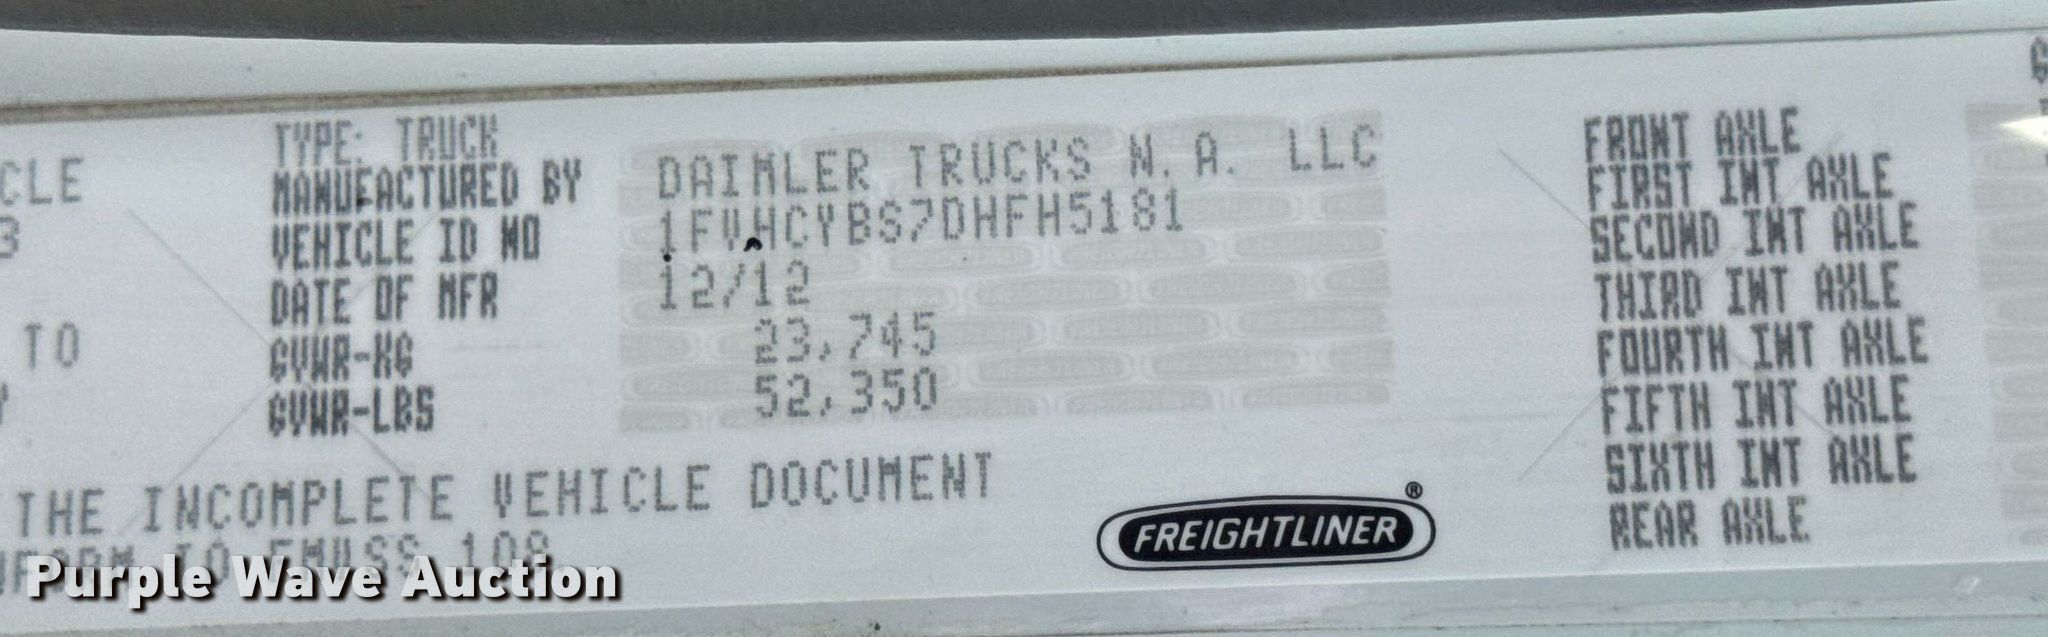 CLE
3
TO
Y
TYPE: TRUCK
MANUFACTURED BY DAIMLER TRUCKS N.A. LLC
VEHICLE ID NO 1FVHCYBS7DHFH5181
DATE OF MFR 12/12
GVWR-KG 23,745
GVWR-LBS 52,350
THE INCOMPLETE VEHICLE DOCUMENT
TO FMVSS 108
FREIGHTLINER®
FRONT AXLE
FIRST INT AXLE
SECOND INT AXLE
THIRD INT AXLE
FOURTH INT AXLE
FIFTH INT AXLE
SIXTH INT AXLE
REAR AXLE
Purple Wave Auction